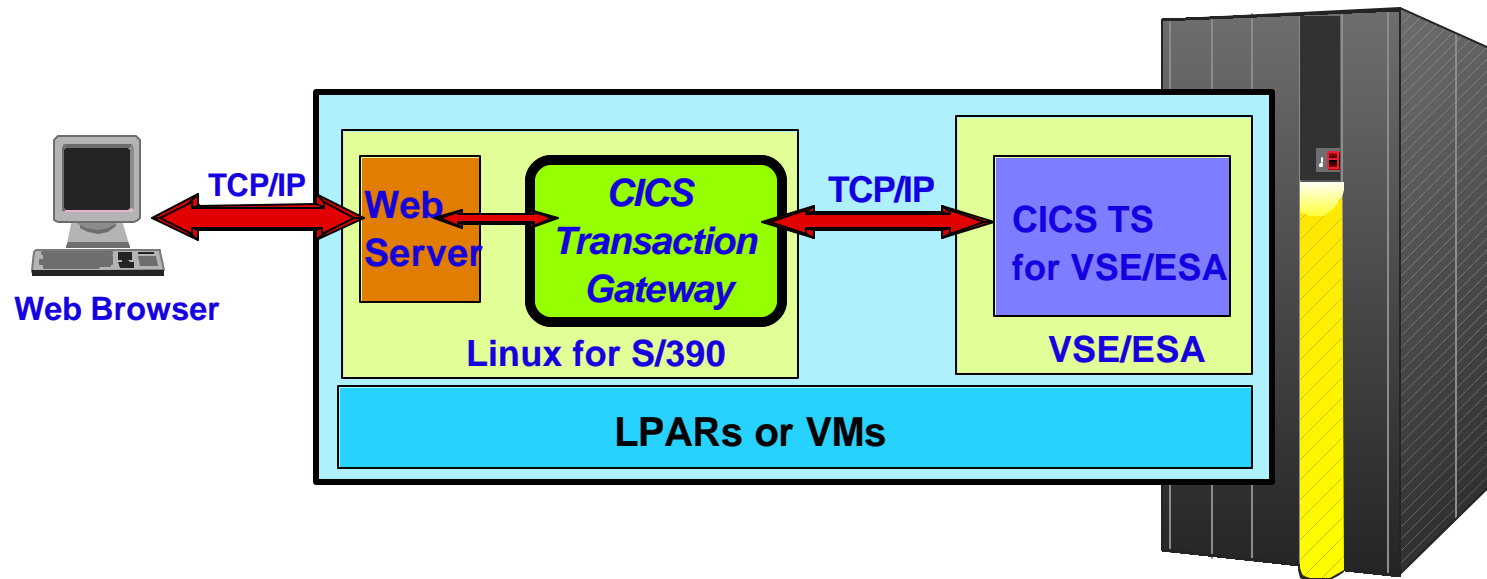 Web Browser
TCP/IP
Web
Server
CICS
Transaction
Gateway
Linux for S/390
TCP/IP
CICS TS
for VSE/ESA
VSE/ESA
LPARs or VMs